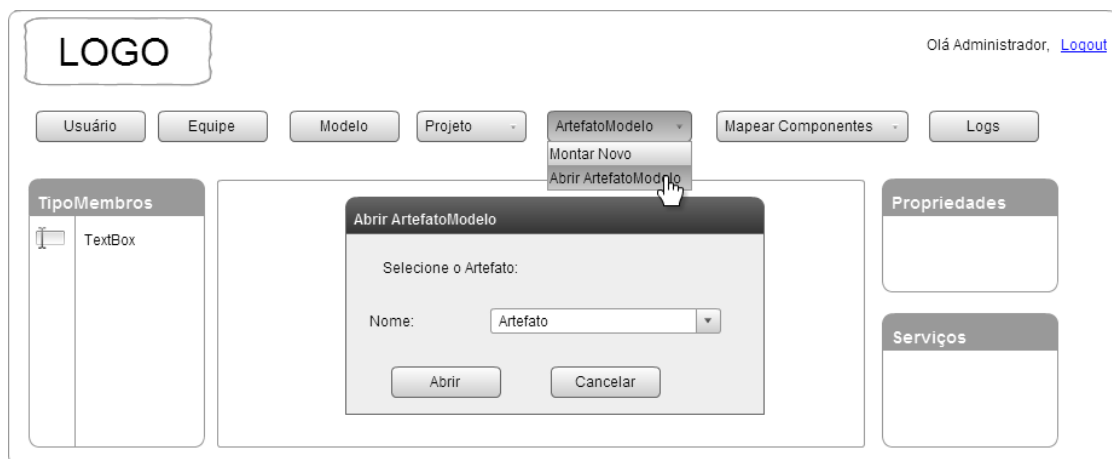 LOGO
Olá Administrador, Logout
Usuário Equipe Modelo Projeto ArtefatoModelo Mapear Componentes Logs
Montar Novo
Abrir ArtefatoModelo
TipoMembros
TextBox
Abrir ArtefatoModelo
Selecione o Artefato:
Nome: Artefato
Abrir Cancelar
Propriedades
Serviços